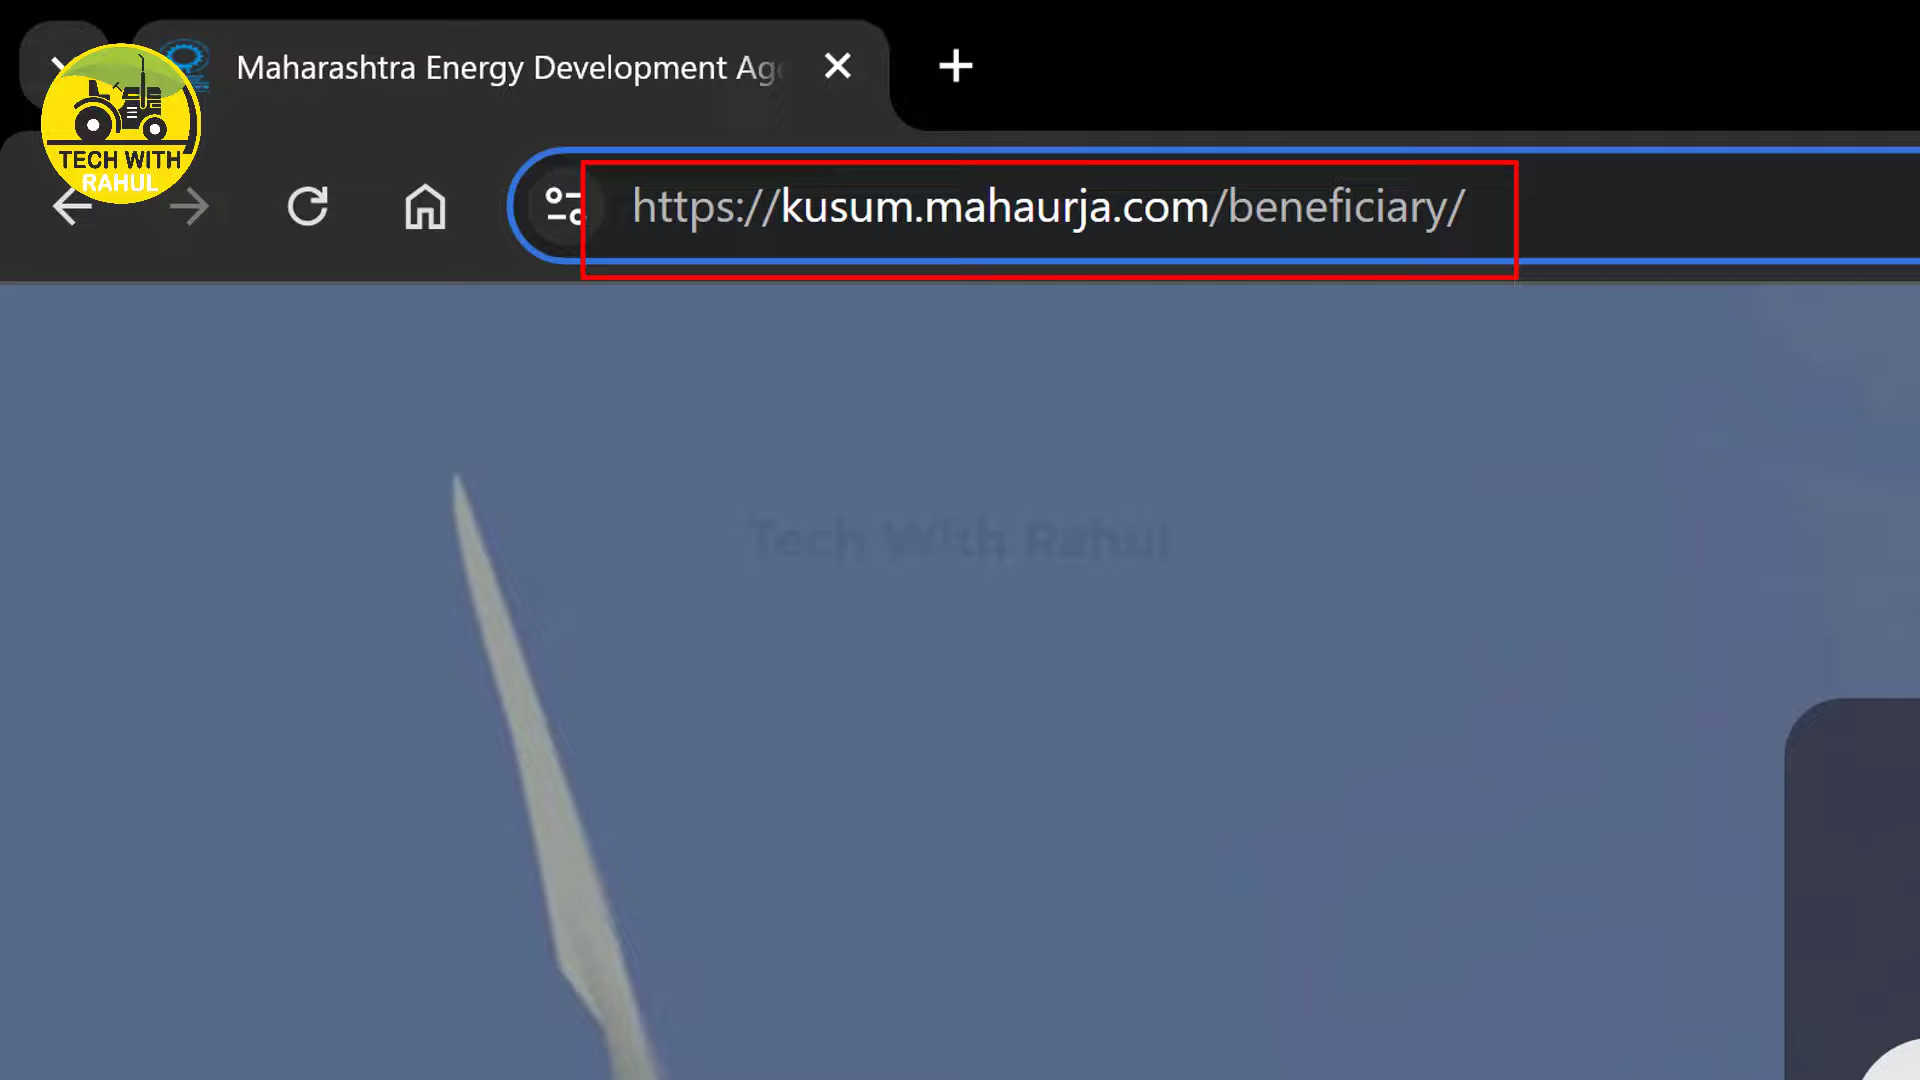 Maharashtra Energy Development Ag
TECH WITH
RAHUL
https://kusum.mahaurja.com/beneficiary/
Tech With Rahul